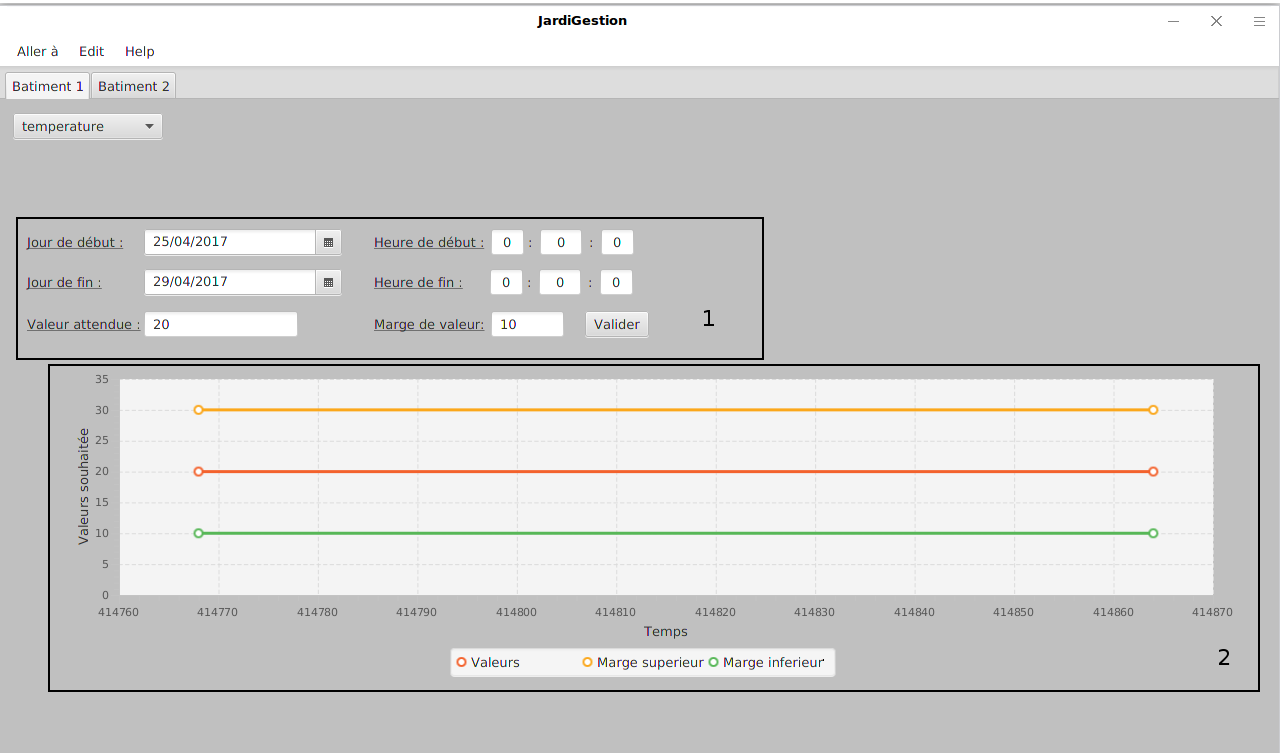 JardiGestion
Aller à Edit Help
Batiment 1 Batiment 2
temperature
Jour de début : 25/04/2017 Heure de début : 0 : 0 : 0
Jour de fin : 29/04/2017 Heure de fin : 0 : 0 : 0
Valeur attendue : 20 Marge de valeur: 10 Valider 1
35
30
25
20
15
10
5
0
Valeurs souhaitée
414760 414770 414780 414790 414800 414810 414820 414830 414840 414850 414860 414870
Temps
Valeurs Marge superieur Marge inferieur
2